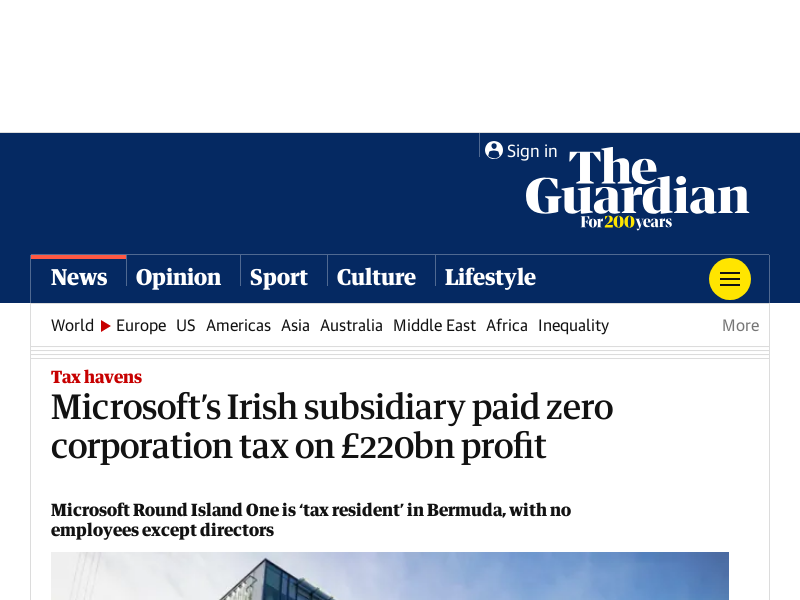 Sign in
The
Guardian
For 200 years
News Opinion Sport Culture Lifestyle
World Europe US Americas Asia Australia Middle East Africa Inequality More
Tax havens
Microsoft’s Irish subsidiary paid zero
corporation tax on £220bn profit
Microsoft Round Island One is ‘tax resident’ in Bermuda, with no
employees except directors